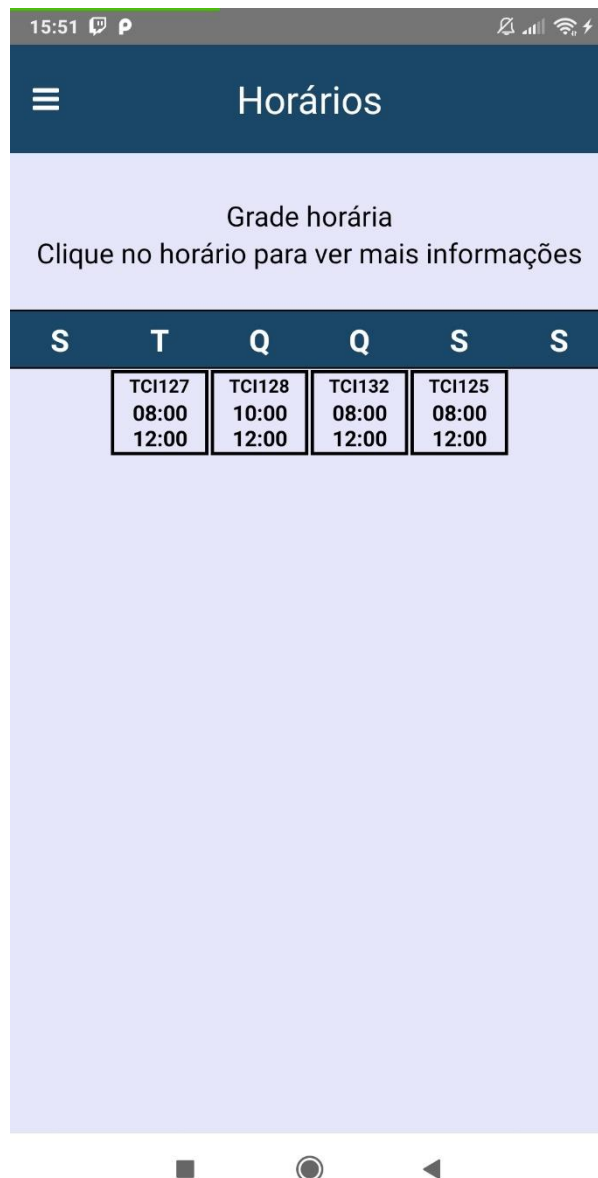 15:51
Horários
Grade horária
Clique no horário para ver mais informações
S T Q Q S S
TCI127 TCI128 TCI132 TCI125
08:00 10:00 08:00 08:00
12:00 12:00 12:00 12:00